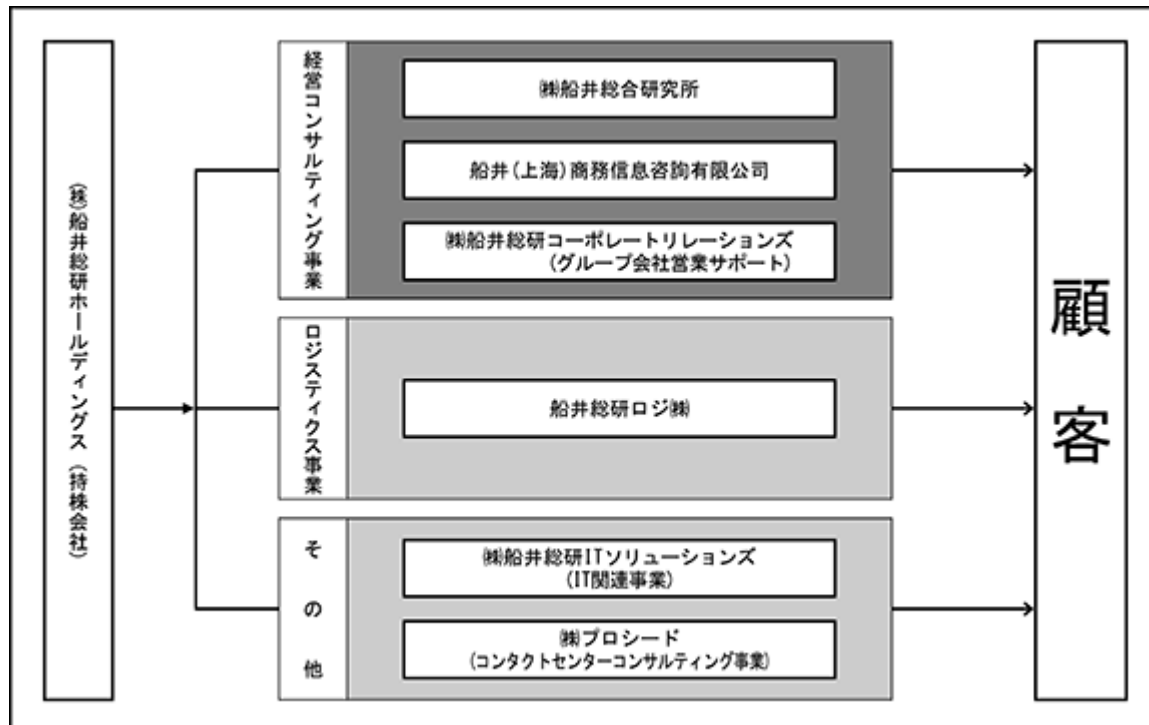 ㈱船井総研ホールディングス（持株会社）
経営コンサルティング事業
㈱船井総合研究所
船井(上海)商務信息咨詢有限公司
㈱船井総研コーポレートリレーションズ
(グループ会社営業サポート)
ロジスティクス事業
船井総研ロジ㈱
その他
㈱船井総研ITソリューションズ
(IT関連事業)
㈱プロシード
(コンタクトセンターコンサルティング事業)
顧客